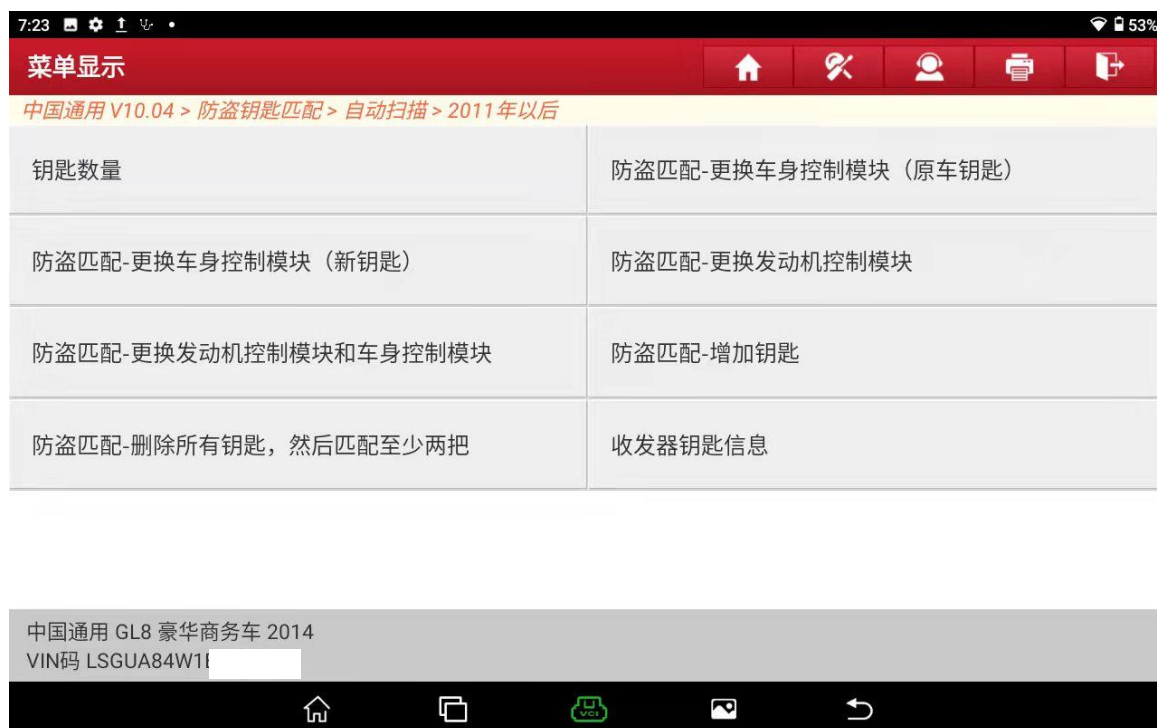 7:23
53%
菜单显示
中国通用 V10.04 > 防盗钥匙匹配 > 自动扫描 > 2011年以后
钥匙数量
防盗匹配-更换车身控制模块（原车钥匙）
防盗匹配-更换车身控制模块（新钥匙）
防盗匹配-更换发动机控制模块
防盗匹配-更换发动机控制模块和车身控制模块
防盗匹配-增加钥匙
防盗匹配-删除所有钥匙，然后匹配至少两把
收发器钥匙信息
中国通用 GL8 豪华商务车 2014
VIN码 LSGUA84W1
VCI